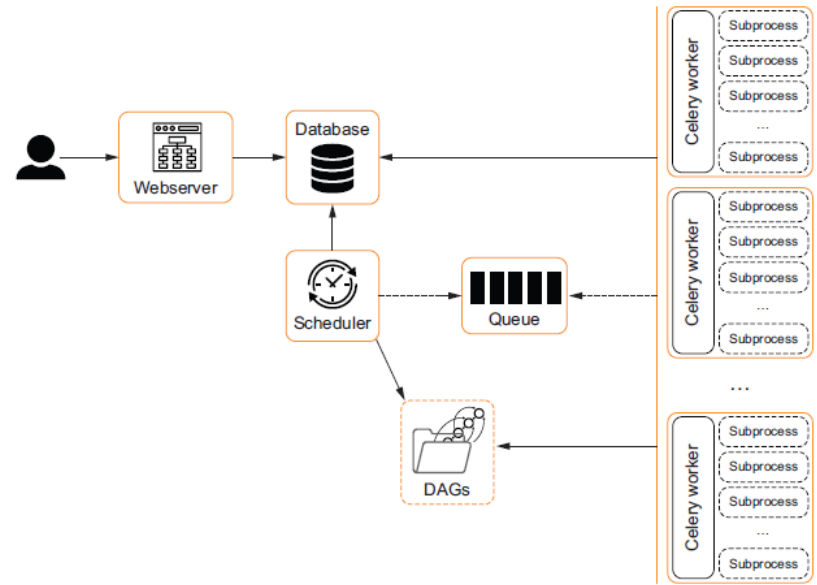 Database
Webserver
Scheduler
Queue
DAGs
Celery worker
Subprocess
Subprocess
Subprocess
...
Subprocess
Celery worker
Subprocess
Subprocess
Subprocess
...
Subprocess
...
Celery worker
Subprocess
Subprocess
Subprocess
...
Subprocess